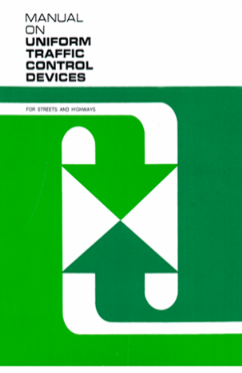 MANUAL
ON
UNIFORM
TRAFFIC
CONTROL
DEVICES
FOR STREETS AND HIGHWAYS